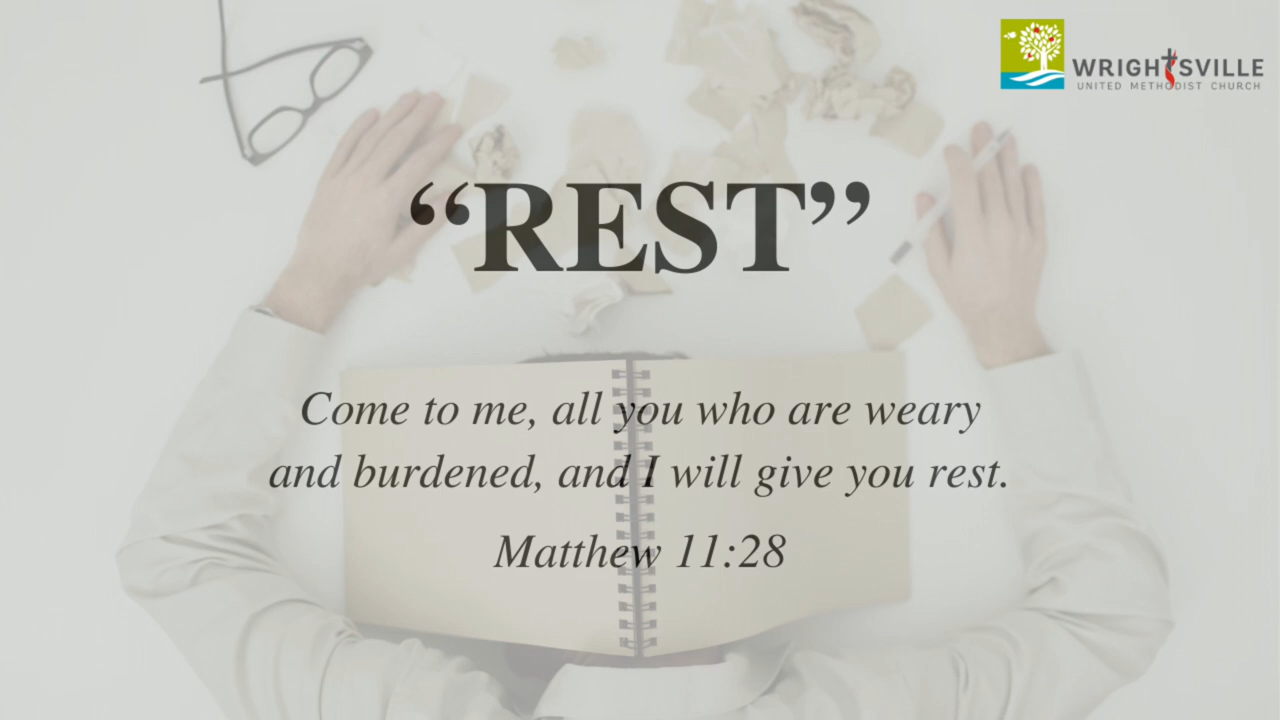 WRIGHTSVILLE
UNITED METHODIST CHURCH
“REST”
Come to me, all you who are weary
and burdened, and I will give you rest.
Matthew 11:28